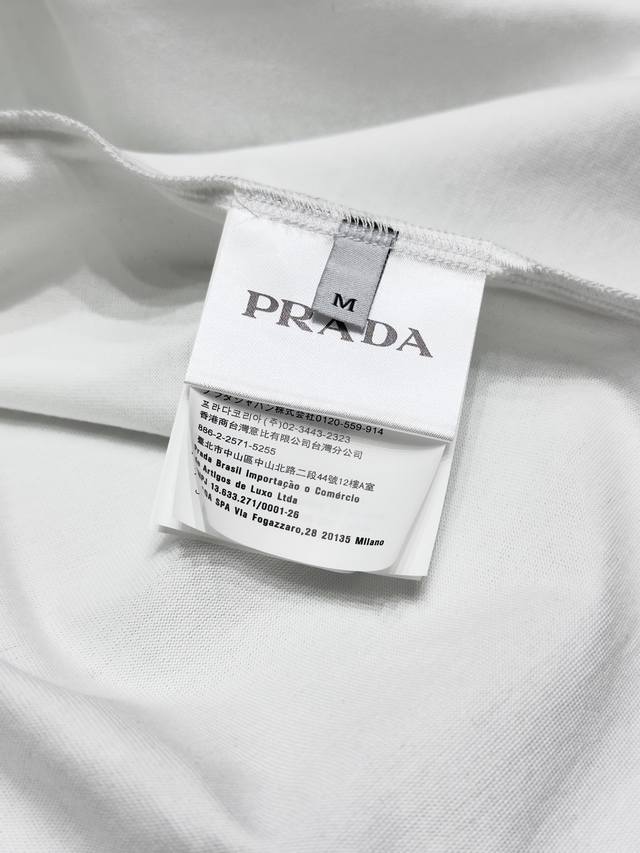 M
PRADA
プラダジャパン株式会社0120-559-914
프라다코리아(주)02-3443-2323
香港商台灣意比有限公司台灣分公司
886-2-2571-5255
臺北市中山區中山北路二段44號12樓A室
Prada Brasil Importação o Comércio
Artigos de Luxo Ltda
13.633.271/0001-26
SPA Via Fogazzaro,28 20135 Milano